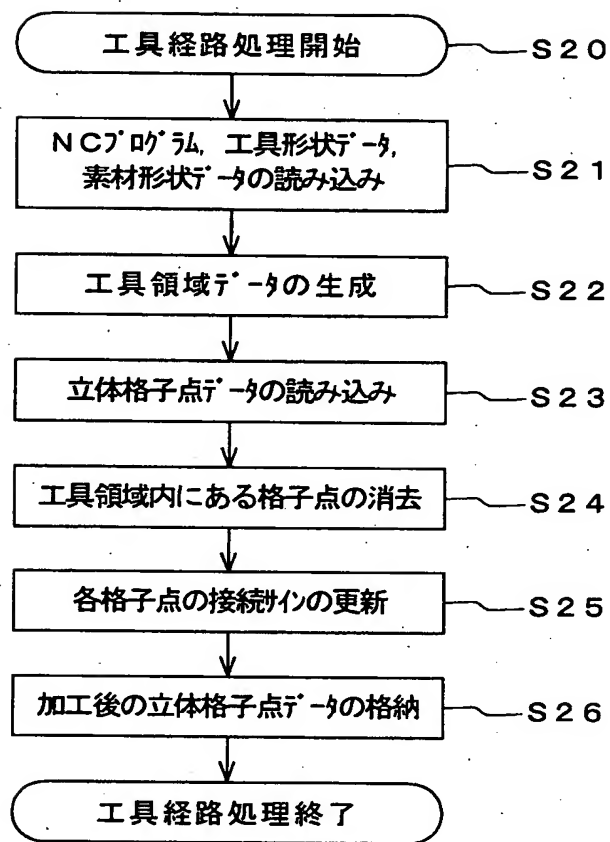 工具経路処理開始 S20
NCプログラム, 工具形状データ, 
素材形状データの読み込み S21
工具領域データの生成 S22
立体格子点データの読み込み S23
工具領域内にある格子点の消去 S24
各格子点の接続サインの更新 S25
加工後の立体格子点データの格納 S26
工具経路処理終了